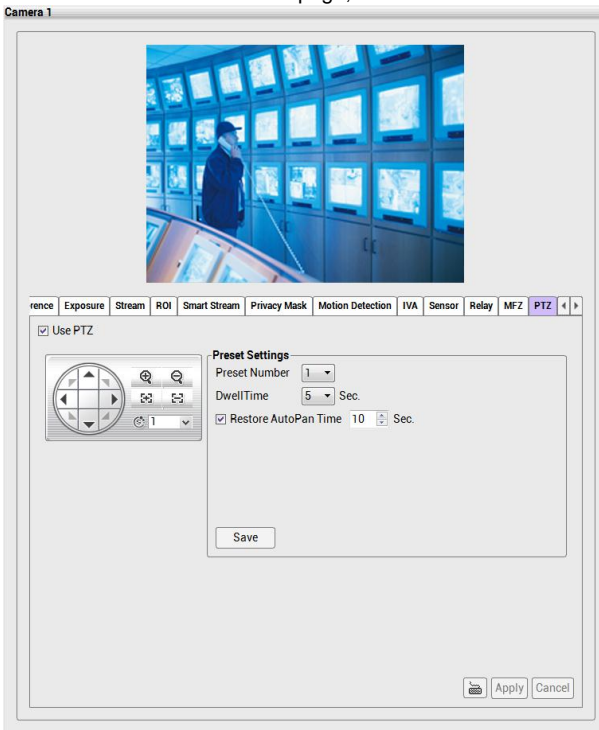 Camera 1
rence Exposure Stream ROI Smart Stream Privacy Mask Motion Detection IVA Sensor Relay MFZ PTZ
Use PTZ
Preset Settings
Preset Number 1
DwellTime 5 Sec.
Restore AutoPan Time 10 Sec.
1
Save
Apply Cancel